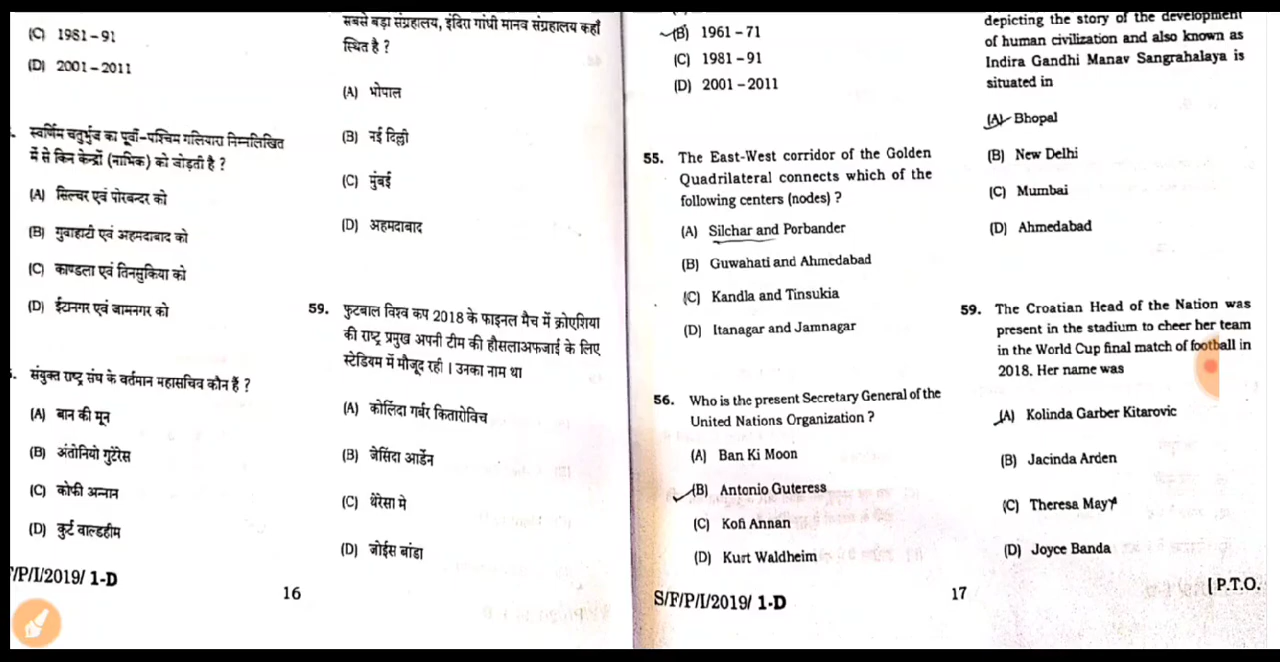 (C) 1981-91
(D) 2001-2011
स्वर्णिम चतुर्भुज का पूर्वी-पश्चिम गलियारा निम्नलिखित
में से किन केन्द्रों (नाभिक) को जोड़ती है ?
(A) सिल्चर एवं पोरबन्दर को
(B) गुवाहाटी एवं अहमदाबाद को
(C) काण्डला एवं तिनसुकिया को
(D) ईटानगर एवं जामनगर को
संयुक्त राष्ट्र संघ के वर्तमान महासचिव कौन हैं ?
(A) बान की मून
(B) अंतोनियो गुटेरेस
(C) कोफी अन्नान
(D) कुर्ट वाल्डहीम
/P/I/2019/ 1-D
सबसे बड़ा संग्रहालय, इंदिरा गांधी मानव संग्रहालय कहाँ
स्थित है ?
(A) भोपाल
(B) नई दिल्ली
(C) मुंबई
(D) अहमदाबाद
59. फुटबाल विश्व कप 2018 के फाइनल मैच में क्रोएशिया
की राष्ट्र प्रमुख अपनी टीम की हौसलाअफजाई के लिए
स्टेडियम में मौजूद रही । उनका नाम था
(A) कोलिंदा गर्बर कितारोविच
(B) जेसिंदा आर्डेन
(C) थेरेसा मे
(D) जोईस बांडा
16
(B) 1961-71
(C) 1981-91
(D) 2001-2011
55. The East-West corridor of the Golden
Quadrilateral connects which of the
following centers (nodes) ?
(A) Silchar and Porbander
(B) Guwahati and Ahmedabad
(C) Kandla and Tinsukia
(D) Itanagar and Jamnagar
56. Who is the present Secretary General of the
United Nations Organization ?
(A) Ban Ki Moon
(B) Antonio Guteress
(C) Kofi Annan
(D) Kurt Waldheim
S/F/P/I/2019/ 1-D
depicting the story of the development
of human civilization and also known as
Indira Gandhi Manav Sangrahalaya is
situated in
(A) Bhopal
(B) New Delhi
(C) Mumbai
(D) Ahmedabad
59. The Croatian Head of the Nation was
present in the stadium to cheer her team
in the World Cup final match of football in
2018. Her name was
(A) Kolinda Garber Kitarovic
(B) Jacinda Arden
(C) Theresa May
(D) Joyce Banda
17
[ P.T.O.